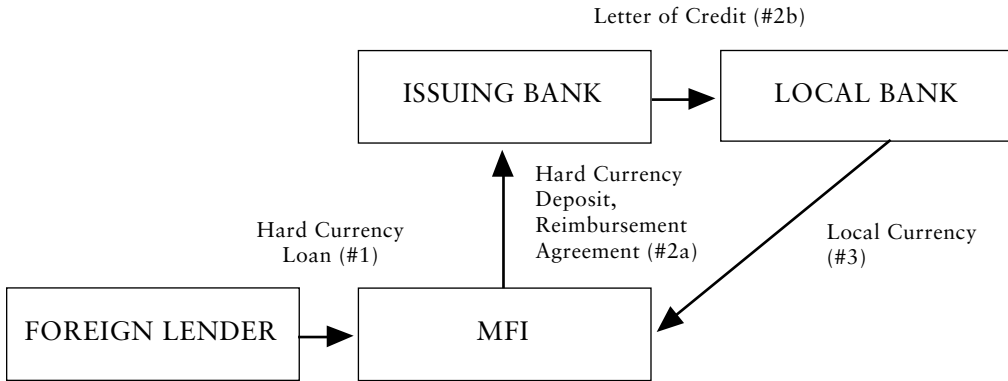 Letter of Credit (#2b)
ISSUING BANK
LOCAL BANK
Hard Currency
Deposit,
Reimbursement
Agreement (#2a)
Hard Currency
Loan (#1)
Local Currency
(#3)
FOREIGN LENDER
MFI